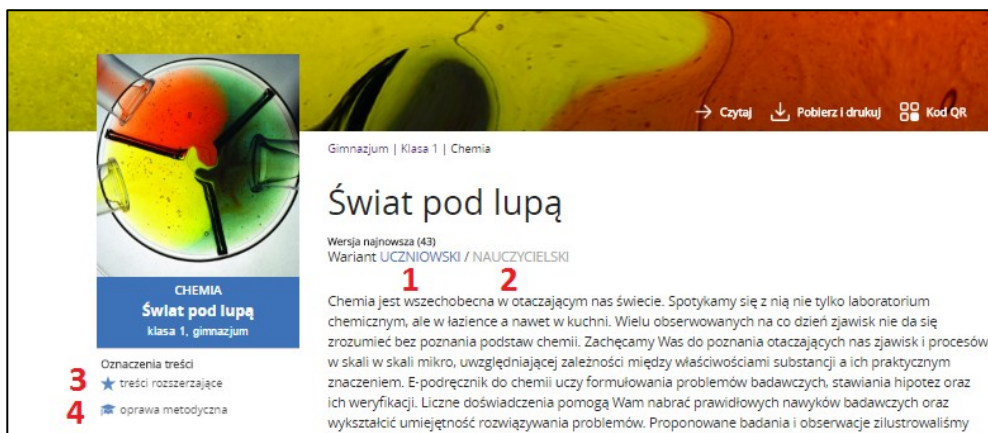 Czytaj Pobierz i drukuj Kod QR
Gimnazjum | Klasa 1 | Chemia
Świat pod lupą
Wersja najnowsza (43)
Wariant UCZNIOWSKI / NAUCZYCIELSKI
1 2
CHEMIA
Świat pod lupą
klasa 1, gimnazjum
Oznaczenia treści
3 treści rozszerzające
4 oprawa metodyczna
Chemia jest wszechobecna w otaczającym nas świecie. Spotykamy się z nią nie tylko laboratorium
chemicznym, ale w łazience a nawet w kuchni. Wielu obserwowanych na co dzień zjawisk nie da się
zrozumieć bez poznania podstaw chemii. Zachęcamy Was do poznania otaczających nas zjawisk i procesów
w skali w skali mikro, uwzględniającej zależności między właściwościami substancji a ich praktycznym
znaczeniem. E-podręcznik do chemii uczy formułowania problemów badawczych, stawiania hipotez oraz
ich weryfikacji. Liczne doświadczenia pomogą Wam nabrać prawidłowych nawyków badawczych oraz
wykształcić umiejętność rozwiązywania problemów. Proponowane badania i obserwacje zilustrowaliśmy